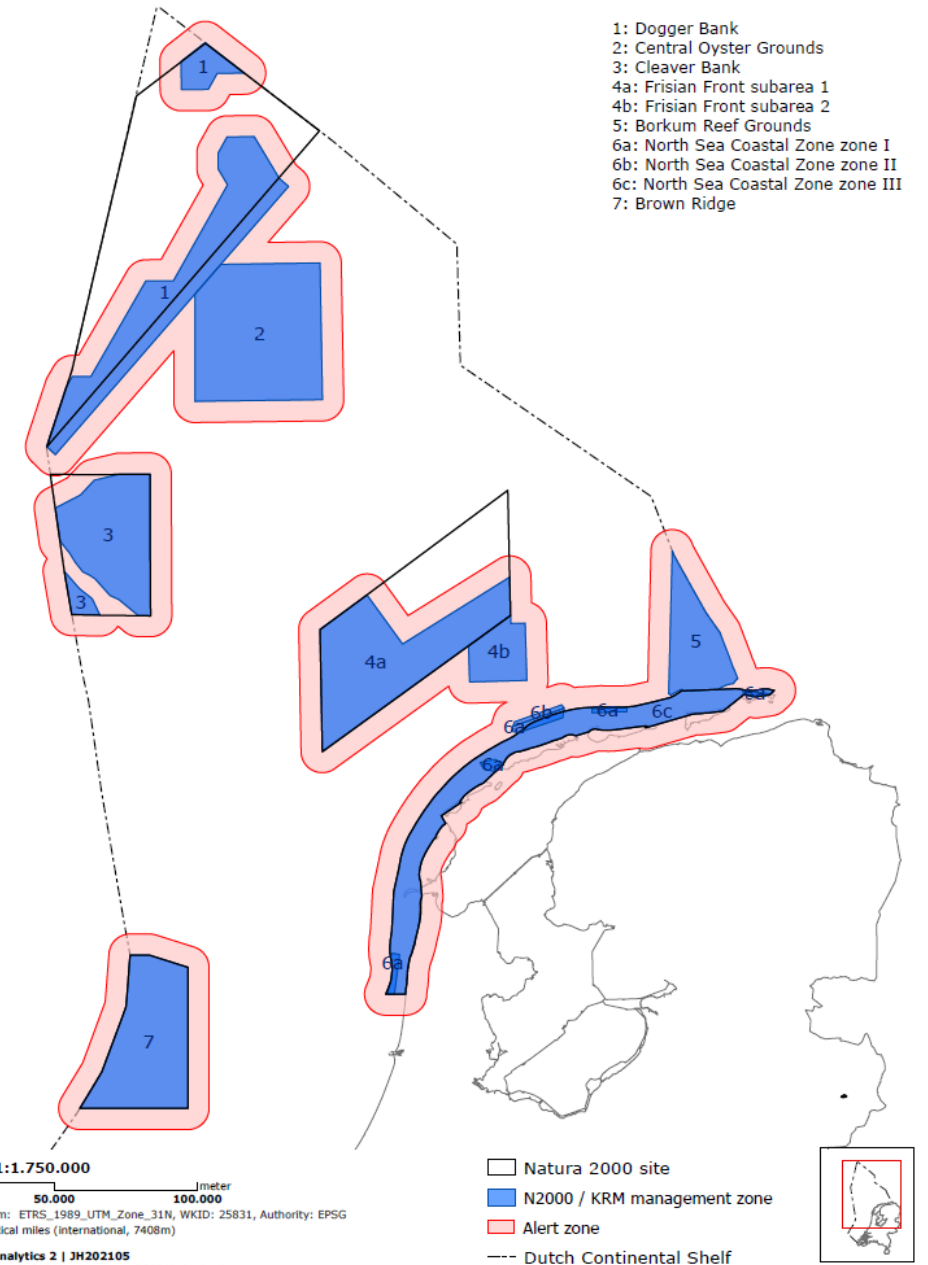 1: Dogger Bank
2: Central Oyster Grounds
3: Cleaver Bank
4a: Frisian Front subarea 1
4b: Frisian Front subarea 2
5: Borkum Reef Grounds
6a: North Sea Coastal Zone zone I
6b: North Sea Coastal Zone zone II
6c: North Sea Coastal Zone zone III
7: Brown Ridge
1
1
2
3
3
4a
4b
5
6a
6b
6a
6c
6a
6a
6a
7
1:1.750.000
meter
50.000 100.000
m: ETRS_1989_UTM_Zone_31N, WKID: 25831, Authority: EPSG
tical miles (international, 7408m)
nalytics 2 | JH202105
Natura 2000 site
N2000 / KRM management zone
Alert zone
Dutch Continental Shelf